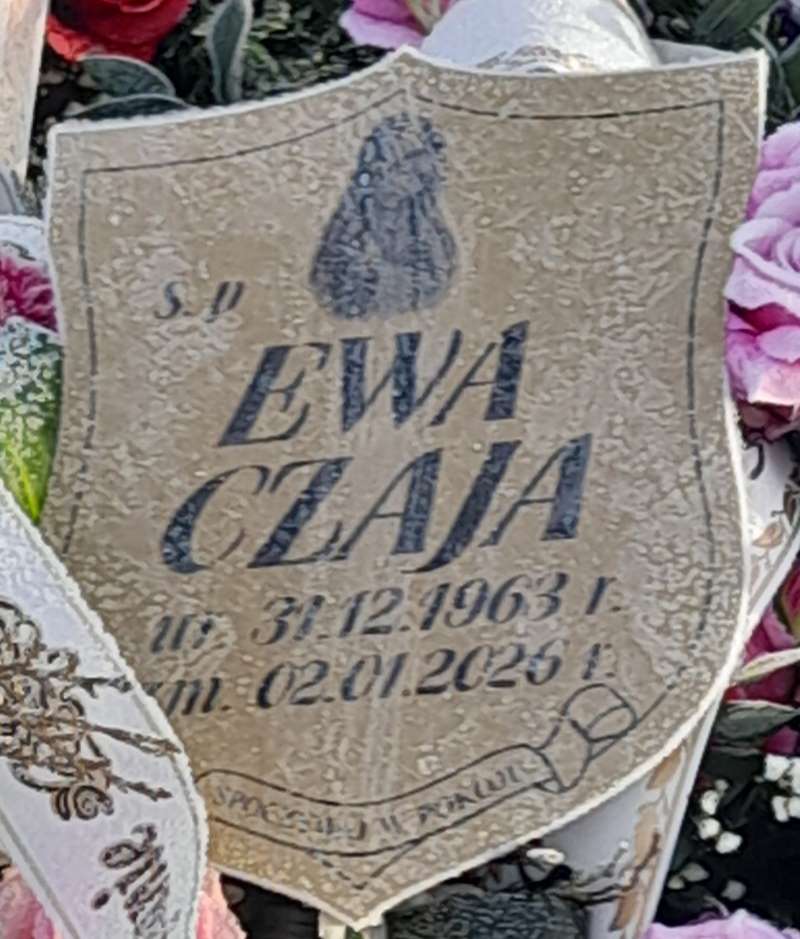 ś. p
EWA
CZAJA
ur. 31.12.1963 r.
zm. 02.01.2026 r.
SPOCZYWAJ W POKOJU